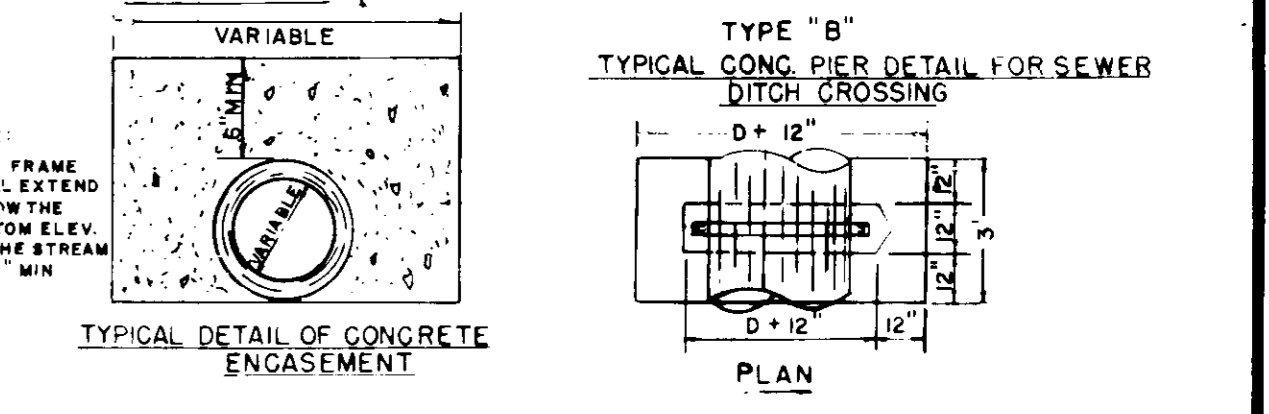 VARIABLE
6" MIN
VARIABLE
FRAME
L EXTEND
OW THE
TOM ELEV.
HE STREAM
" MIN
TYPICAL DETAIL OF CONCRETE
ENCASEMENT
TYPE "B"
TYPICAL CONC. PIER DETAIL FOR SEWER
DITCH CROSSING
D + 12"
12"
12"
12"
3'
D + 12"
12"
PLAN